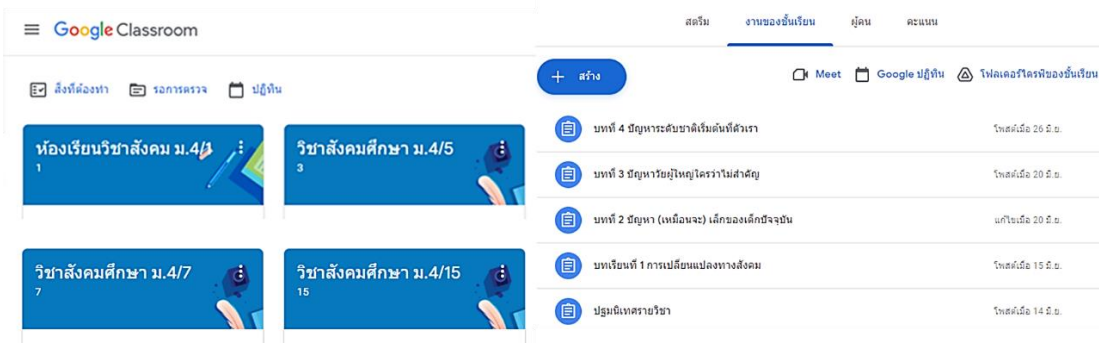 Google Classroom
สิ่งที่ต้องทำ
รอการตรวจ
ปฏิทิน
ห้องเรียนวิชาสังคม ม.4/1
1
วิชาสังคมศึกษา ม.4/5
3
วิชาสังคมศึกษา ม.4/7
7
วิชาสังคมศึกษา ม.4/15
15
สตรีม งานของชั้นเรียน ผู้คน คะแนน
+ สร้าง
Meet Google ปฏิทิน โฟลเดอร์ไดรฟ์ของชั้นเรียน
บทที่ 4 ปัญหาระดับชาติเริ่มต้นที่ตัวเรา โพสต์เมื่อ 26 มิ.ย.
บทที่ 3 ปัญหาวัยผู้ใหญ่ใครว่าไม่สำคัญ โพสต์เมื่อ 20 มิ.ย.
บทที่ 2 ปัญหา (เหมือนจะ) เล็กของเด็กปัจจุบัน แก้ไขเมื่อ 20 มิ.ย.
บทเรียนที่ 1 การเปลี่ยนแปลงทางสังคม โพสต์เมื่อ 15 มิ.ย.
ปฐมนิเทศรายวิชา โพสต์เมื่อ 14 มิ.ย.